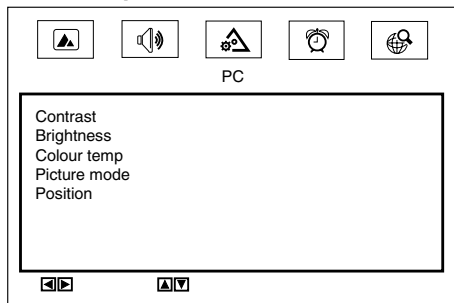 PC
Contrast
Brightness
Colour temp
Picture mode
Position